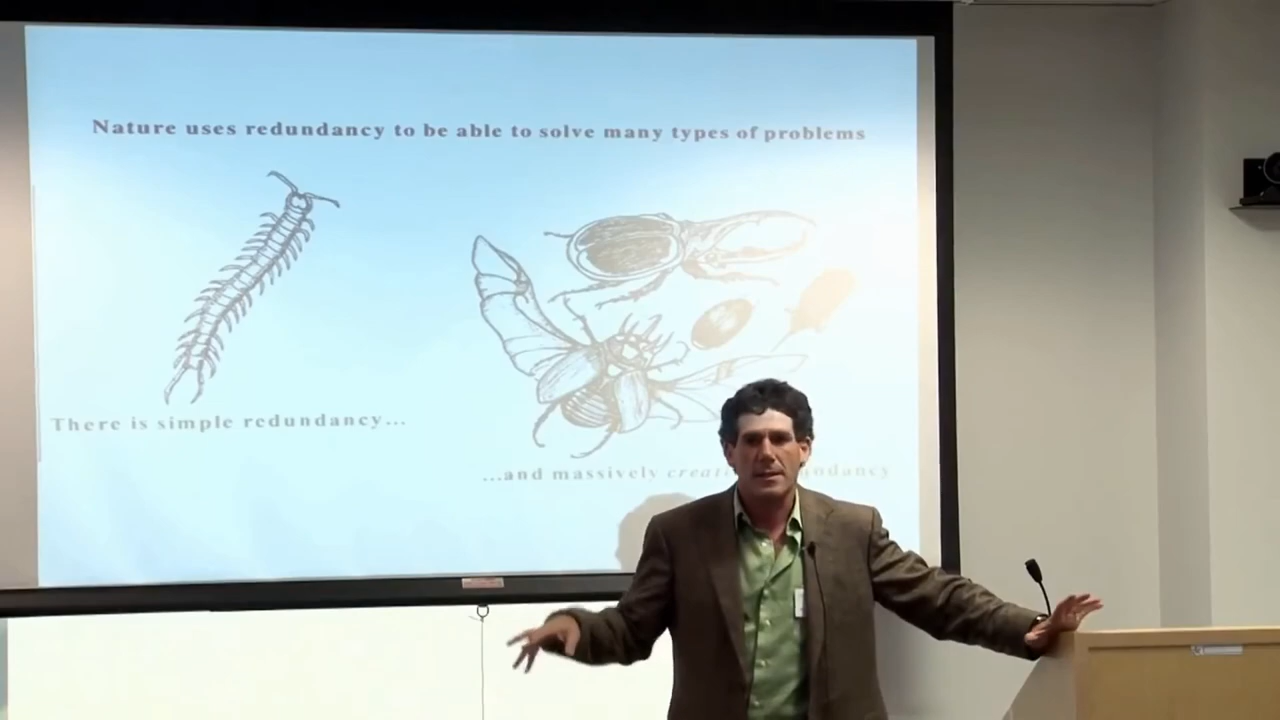 Nature uses redundancy to be able to solve many types of problems
There is simple redundancy...
...and massively